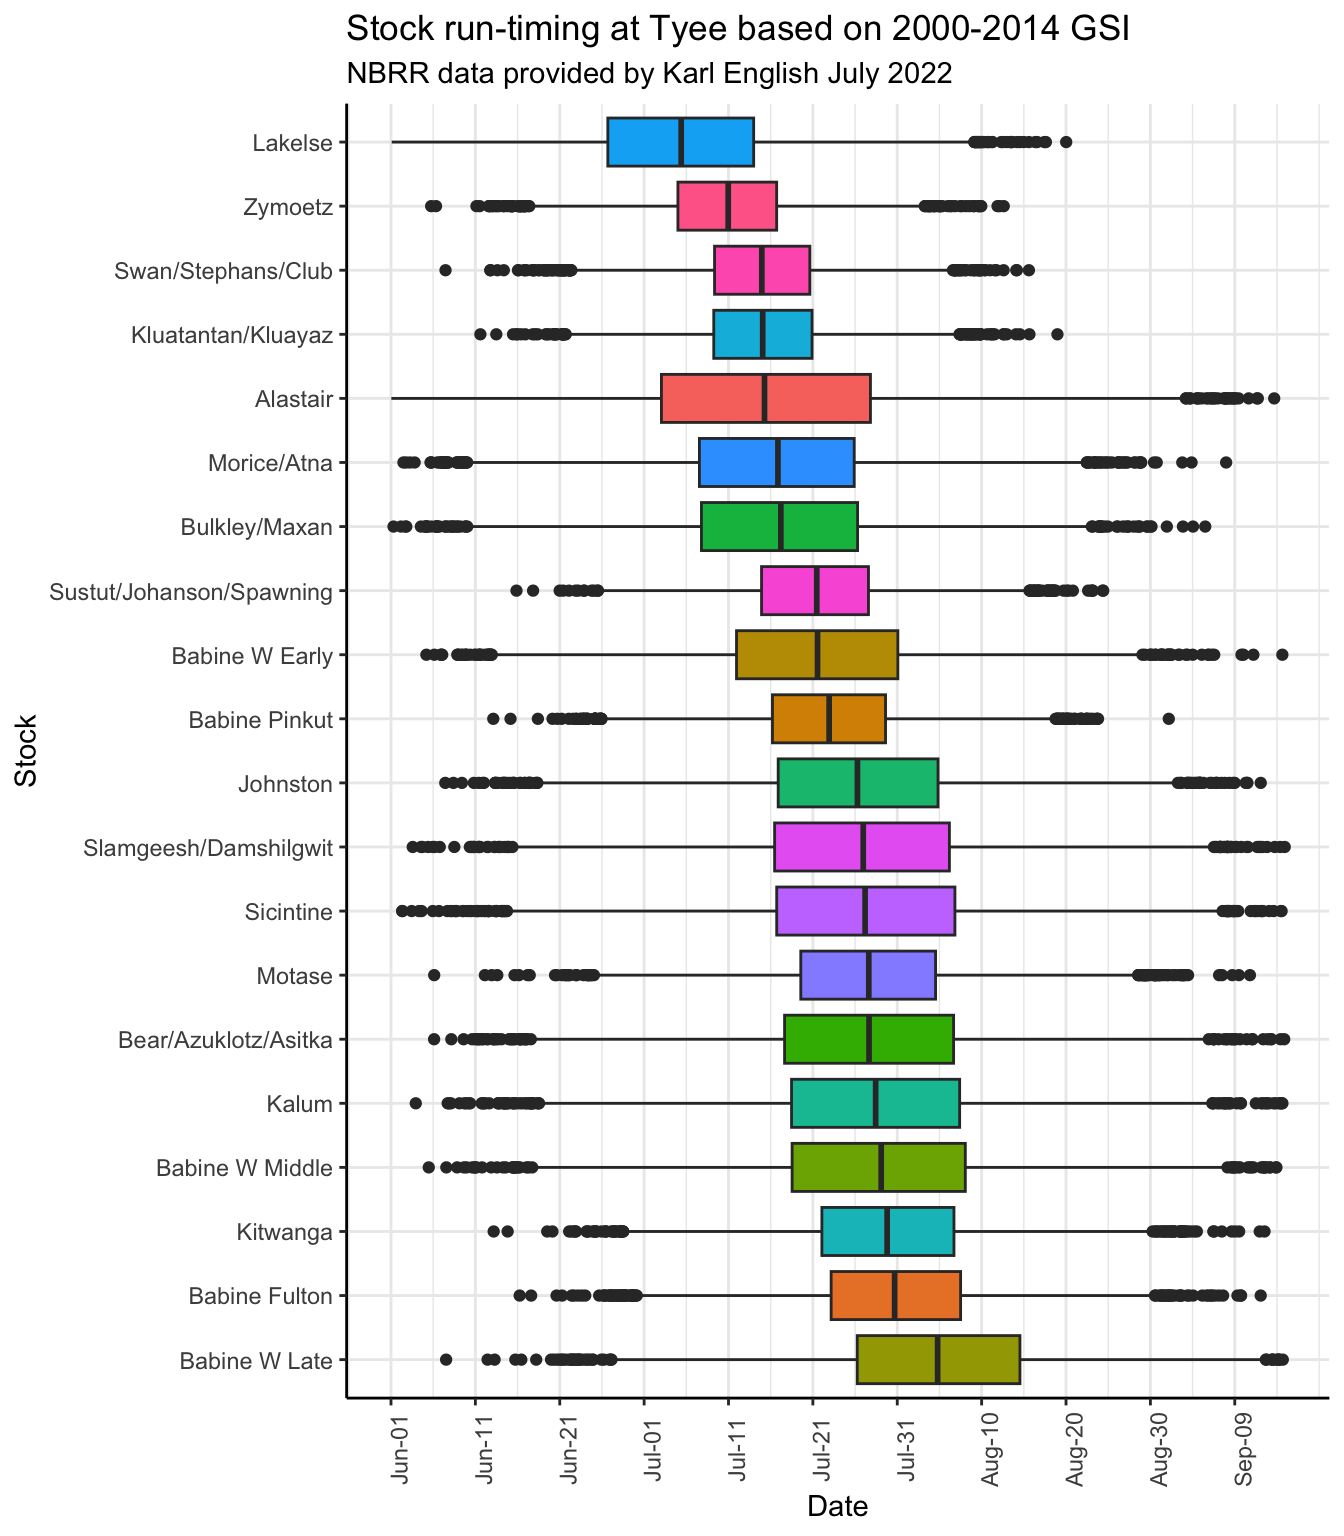 Stock run-timing at Tyee based on 2000-2014 GSI
NBRR data provided by Karl English July 2022
Stock
Lakelse
Zymoetz
Swan/Stephans/Club
Kluatantan/Kluayaz
Alastair
Morice/Atna
Bulkley/Maxan
Sustut/Johanson/Spawning
Babine W Early
Babine Pinkut
Johnston
Slamgeesh/Damshilgwit
Sicintine
Motase
Bear/Azuklotz/Asitka
Kalum
Babine W Middle
Kitwanga
Babine Fulton
Babine W Late
Jun-01
Jun-11
Jun-21
Jul-01
Jul-11
Jul-21
Jul-31
Aug-10
Aug-20
Aug-30
Sep-09
Date